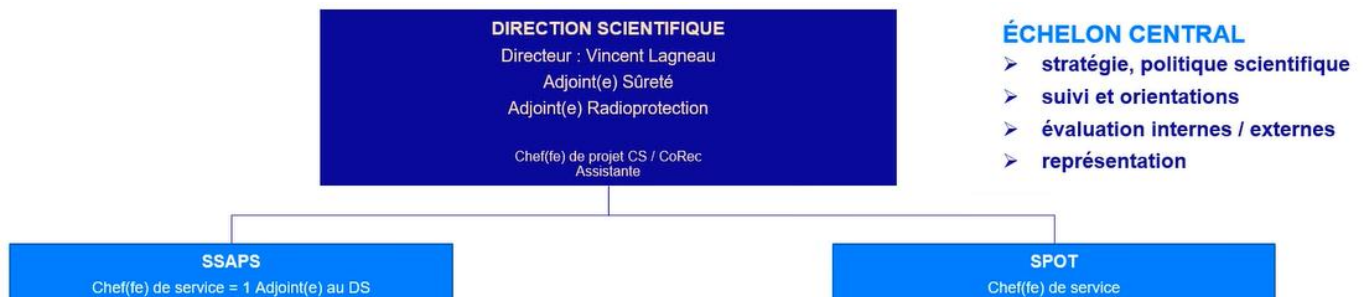 DIRECTION SCIENTIFIQUE
Directeur : Vincent Lagneau
Adjoint(e) Sûreté
Adjoint(e) Radioprotection
Chef(fe) de projet CS / CoRec
Assistante
ÉCHELON CENTRAL
➢ stratégie, politique scientifique
➢ suivi et orientations
➢ évaluation internes / externes
➢ représentation
SSAPS
Chef(fe) de service = 1 Adjoint(e) au DS
SPOT
Chef(fe) de service